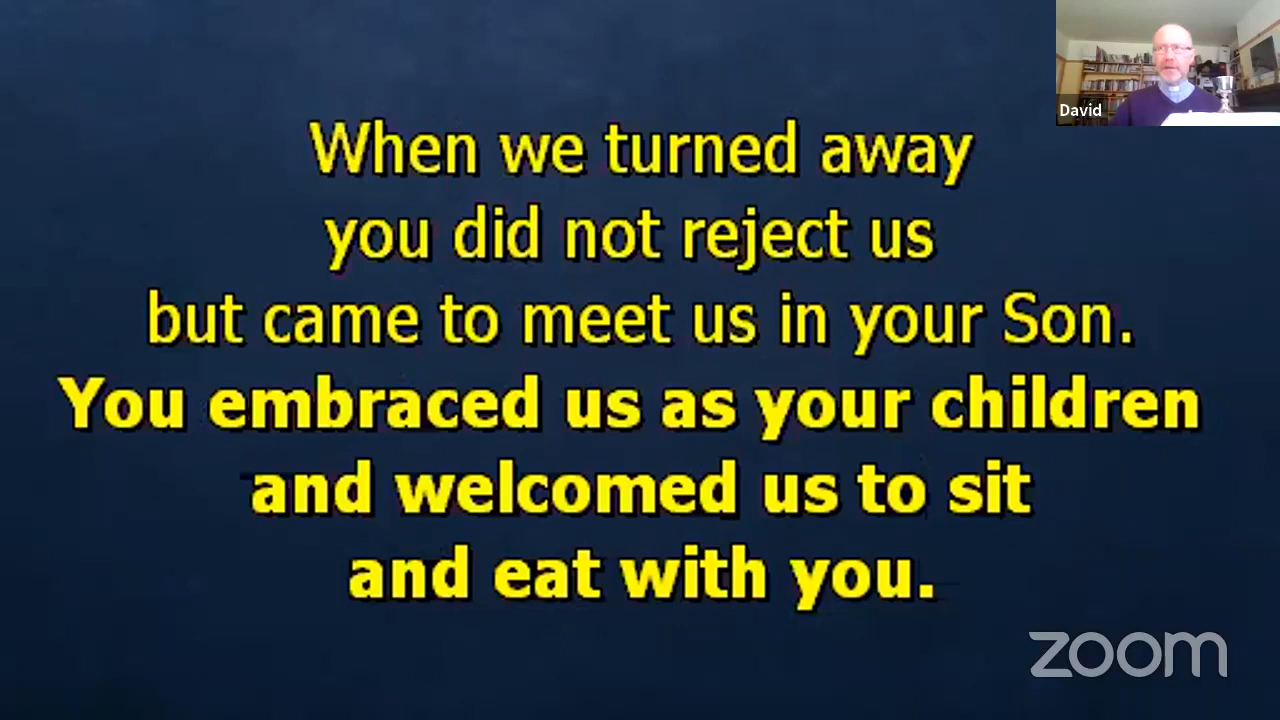 David
When we turned away
you did not reject us
but came to meet us in your Son.
You embraced us as your children
and welcomed us to sit
and eat with you.
zoom